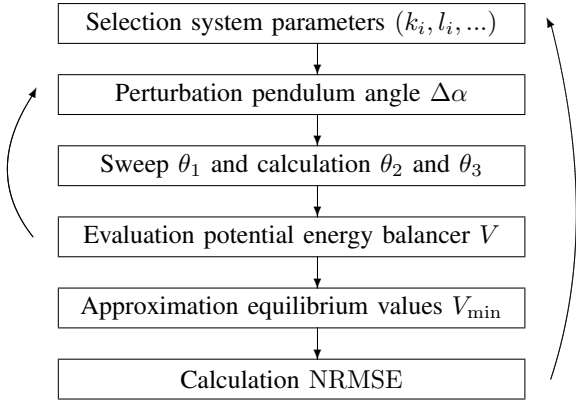 Selection system parameters (k_i, l_i, ...)
Perturbation pendulum angle Δα
Sweep θ_1 and calculation θ_2 and θ_3
Evaluation potential energy balancer V
Approximation equilibrium values V_min
Calculation NRMSE